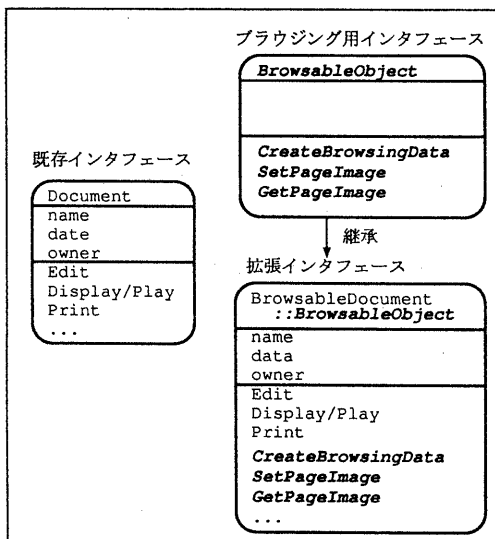 ブラウジング用インタフェース
BrowsableObject
CreateBrowsingData
SetPageImage
GetPageImage
既存インタフェース
Document
name
date
owner
Edit
Display/Play
Print
...
継承
拡張インタフェース
BrowsableDocument
::BrowsableObject
name
data
owner
Edit
Display/Play
Print
CreateBrowsingData
SetPageImage
GetPageImage
...